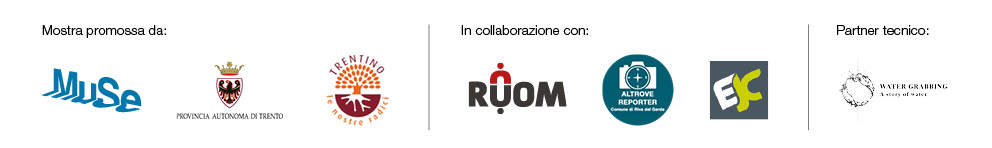 Mostra promossa da:
MUSe
PROVINCIA AUTONOMA DI TRENTO
TRENTINO
le nostre radici
In collaborazione con:
RUOM
ALTROVE
REPORTER
Comune di Riva del Garda
EJC
Partner tecnico:
WATER GRABBING
A story of water